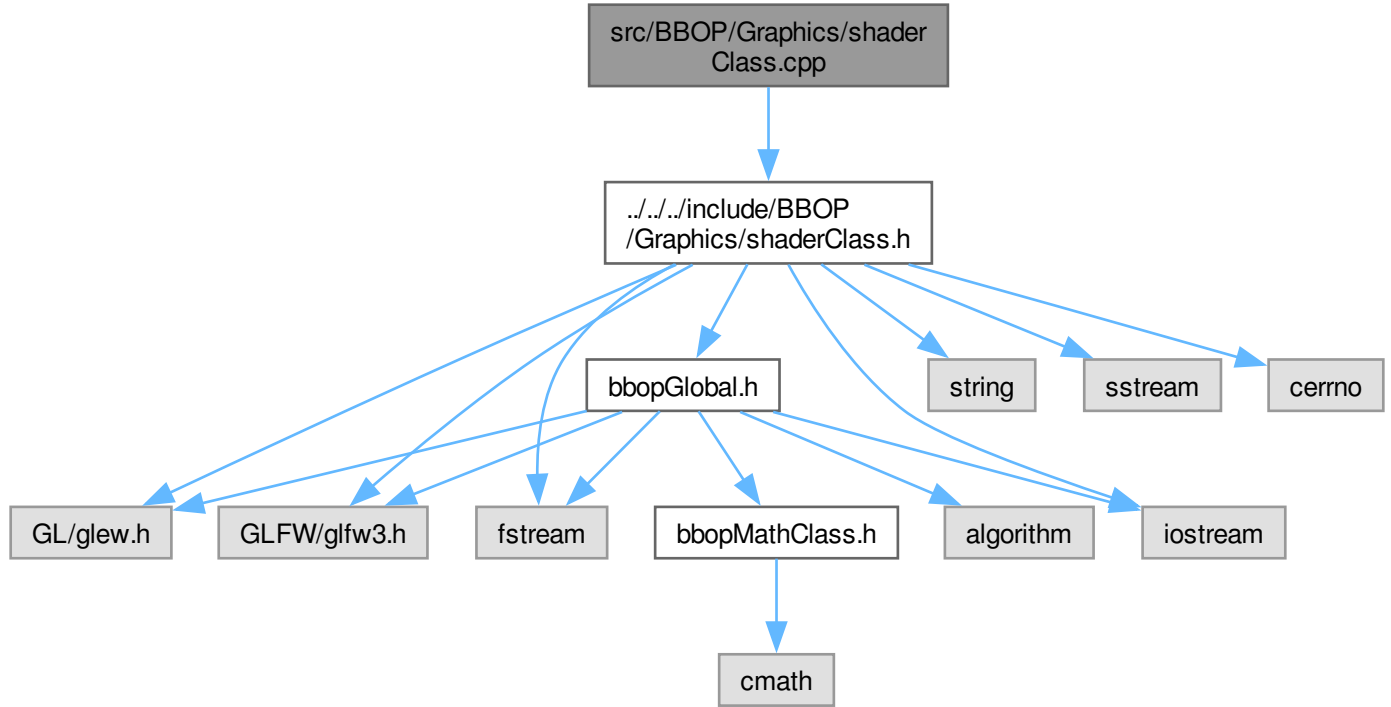 src/BBOP/Graphics/shader
Class.cpp
../../../include/BBOP
/Graphics/shaderClass.h
bbopGlobal.h
string
sstream
cerrno
GL/glew.h
GLFW/glfw3.h
fstream
bbopMathClass.h
algorithm
iostream
cmath